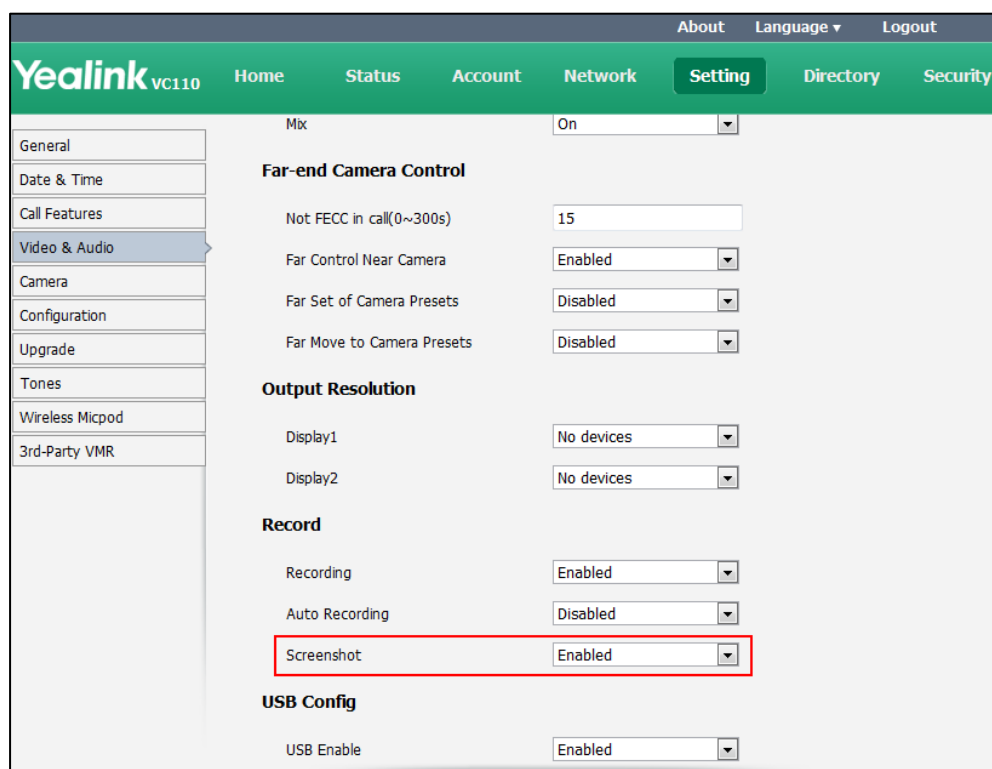 About Language ▾ Logout
Yealink VC110 Home Status Account Network Setting Directory Security
General
Date & Time
Call Features
Video & Audio
Camera
Configuration
Upgrade
Tones
Wireless Micpod
3rd-Party VMR
Mix On
Far-end Camera Control
Not FECC in call(0~300s) 15
Far Control Near Camera Enabled
Far Set of Camera Presets Disabled
Far Move to Camera Presets Disabled
Output Resolution
Display1 No devices
Display2 No devices
Record
Recording Enabled
Auto Recording Disabled
Screenshot Enabled
USB Config
USB Enable Enabled